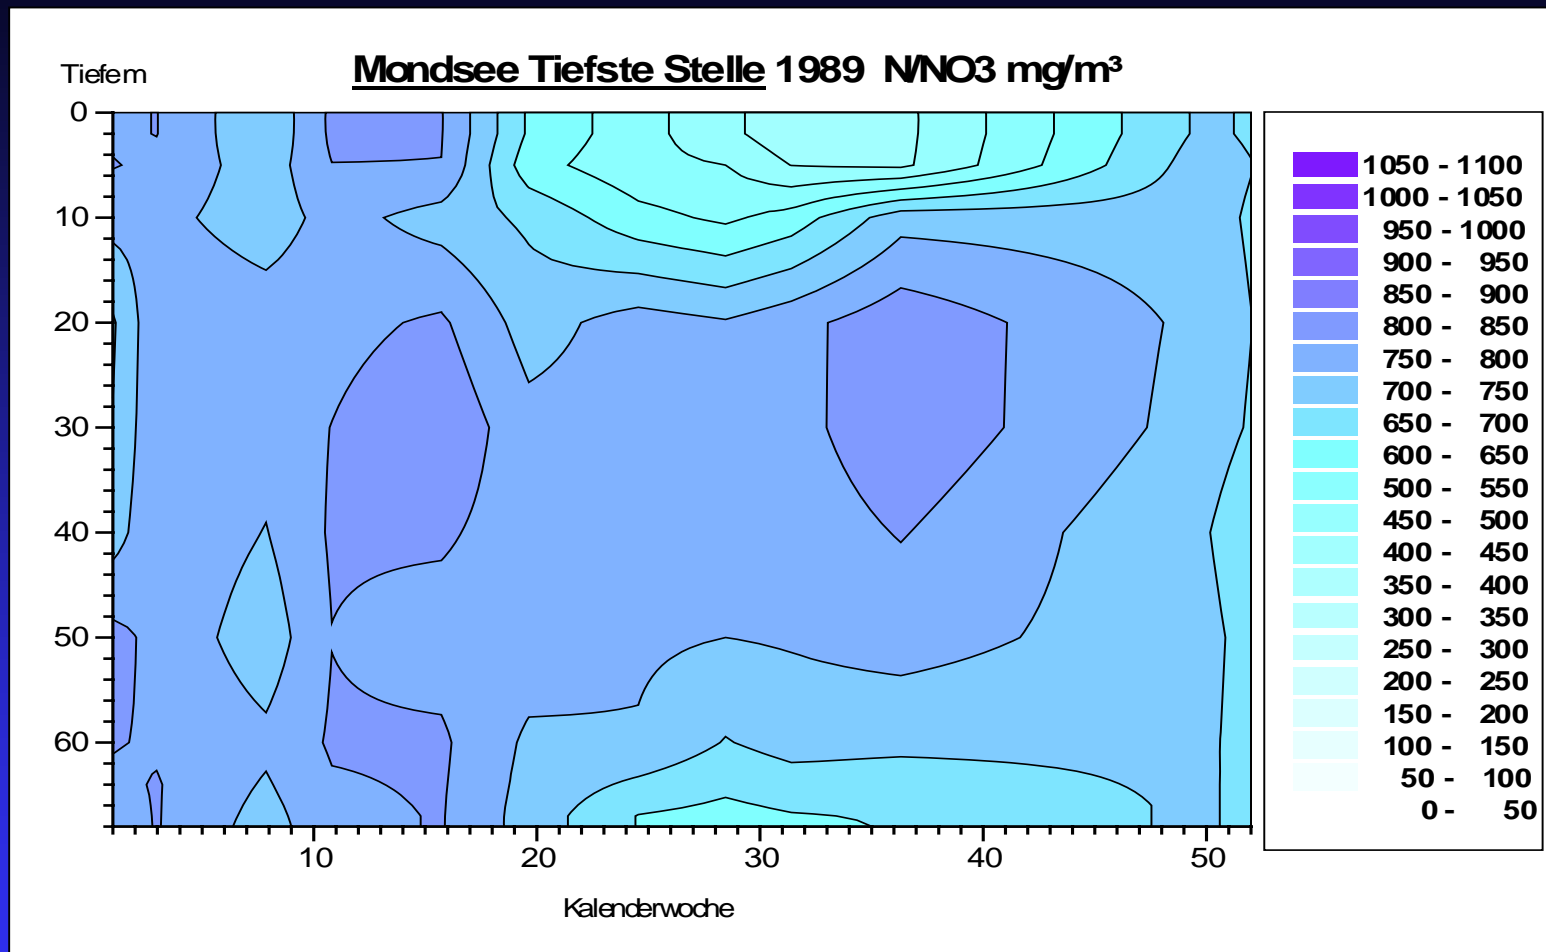 Mondsee Tiefste Stelle 1989 N/NO3 mg/m³
Tiefe m
0
10
20
30
40
50
60
10 20 30 40 50
Kalenderwoche
1050 - 1100
1000 - 1050
950 - 1000
900 - 950
850 - 900
800 - 850
750 - 800
700 - 750
650 - 700
600 - 650
500 - 550
450 - 500
400 - 450
350 - 400
300 - 350
250 - 300
200 - 250
150 - 200
100 - 150
50 - 100
0 - 50